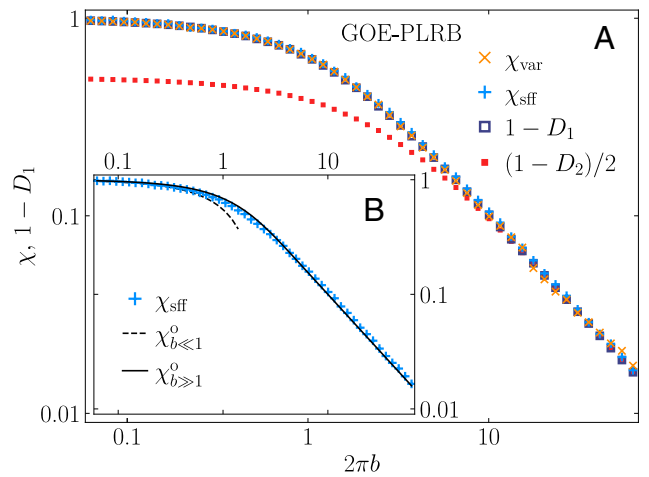 GOE-PLRB
A
χ_var
χ_sff
1 − D_1
(1 − D_2)/2
1
0.1
0.01
χ, 1 − D_1
0.1 1 10
2πb
0.1 1 10
B
χ_sff
χ^o_{b≪1}
χ^o_{b≫1}
1
0.1
0.01